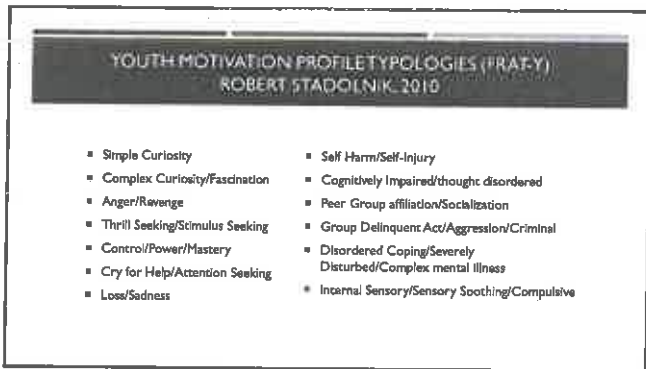 YOUTH MOTIVATION PROFILE TYPOLOGIES (FRAT-Y)
ROBERT STADOLNIK, 2010
Simple Curiosity
Complex Curiosity/Fascination
Anger/Revenge
Thrill Seeking/Stimulus Seeking
Control/Power/Mastery
Cry for Help/Attention Seeking
Loss/Sadness
Self Harm/Self-Injury
Cognitively Impaired/thought disordered
Peer Group affiliation/Socialization
Group Delinquent Act/Aggression/Criminal
Disordered Coping/Severely
Disturbed/Complex mental illness
Internal Sensory/Sensory Soothing/Compulsive